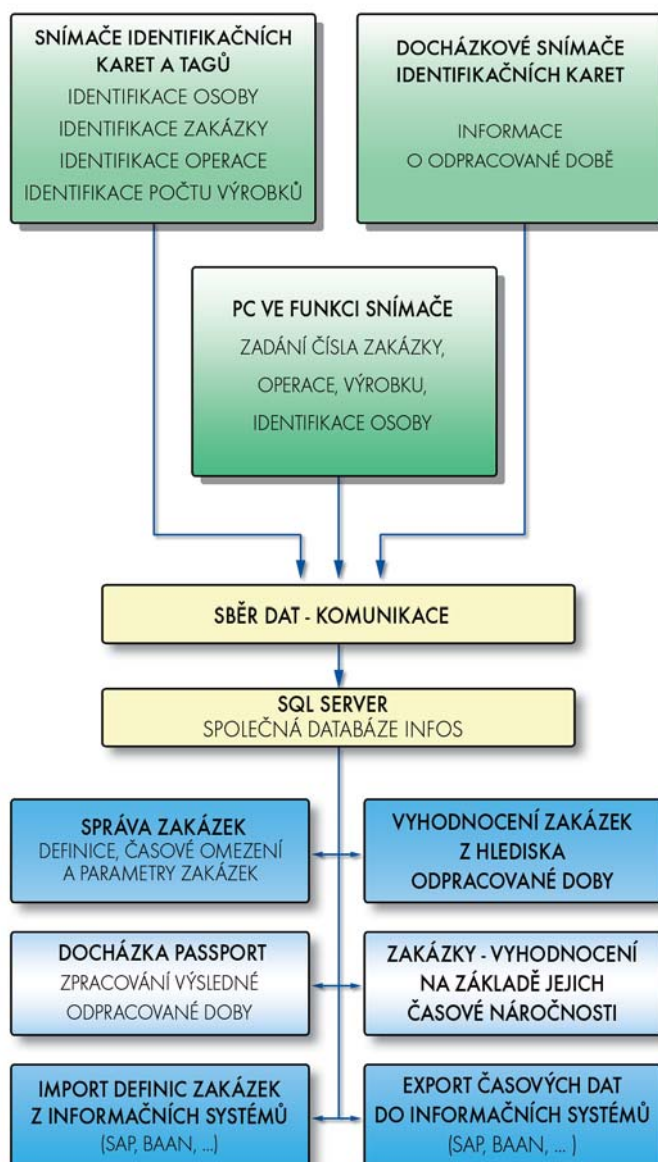 SNÍMAČE IDENTIFIKAČNÍCH
KARET A TAGŮ
IDENTIFIKACE OSOBY
IDENTIFIKACE ZAKÁZKY
IDENTIFIKACE OPERACE
IDENTIFIKACE POČTU VÝROBKŮ
DOCHÁZKOVÉ SNÍMAČE
IDENTIFIKAČNÍCH KARET
INFORMACE
O ODPRACOVANÉ DOBĚ
PC VE FUNKCI SNÍMAČE
ZADÁNÍ ČÍSLA ZAKÁZKY,
OPERACE, VÝROBKU,
IDENTIFIKACE OSOBY
SBĚR DAT - KOMUNIKACE
SQL SERVER
SPOLEČNÁ DATABÁZE INFOS
SPRÁVA ZAKÁZEK
DEFINICE, ČASOVÉ OMEZENÍ
A PARAMETRY ZAKÁZEK
VYHODNOCENÍ ZAKÁZEK
Z HLEDISKA
ODPRACOVANÉ DOBY
DOCHÁZKA PASSPORT
ZPRACOVÁNÍ VÝSLEDNÉ
ODPRACOVANÉ DOBY
ZAKÁZKY - VYHODNOCENÍ
NA ZÁKLADĚ JEJICH
ČASOVÉ NÁROČNOSTI
IMPORT DEFINIC ZAKÁZEK
Z INFORMAČNÍCH SYSTÉMŮ
(SAP, BAAN, ...)
EXPORT ČASOVÝCH DAT
DO INFORMAČNÍCH SYSTÉMŮ
(SAP, BAAN, ... )